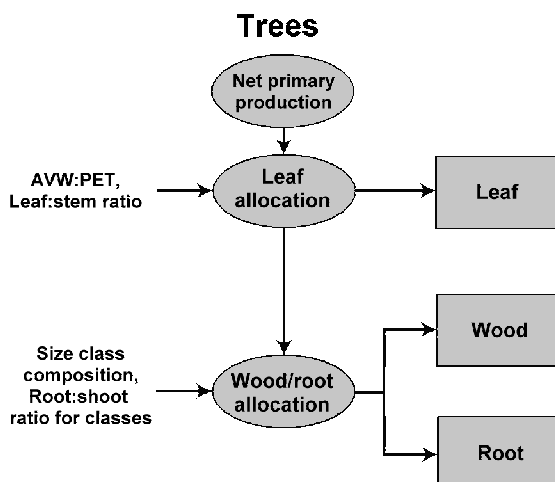 Trees
Net primary
production
AVW:PET,
Leaf:stem ratio
Leaf
allocation
Leaf
Size class
composition,
Root:shoot
ratio for classes
Wood/root
allocation
Wood
Root